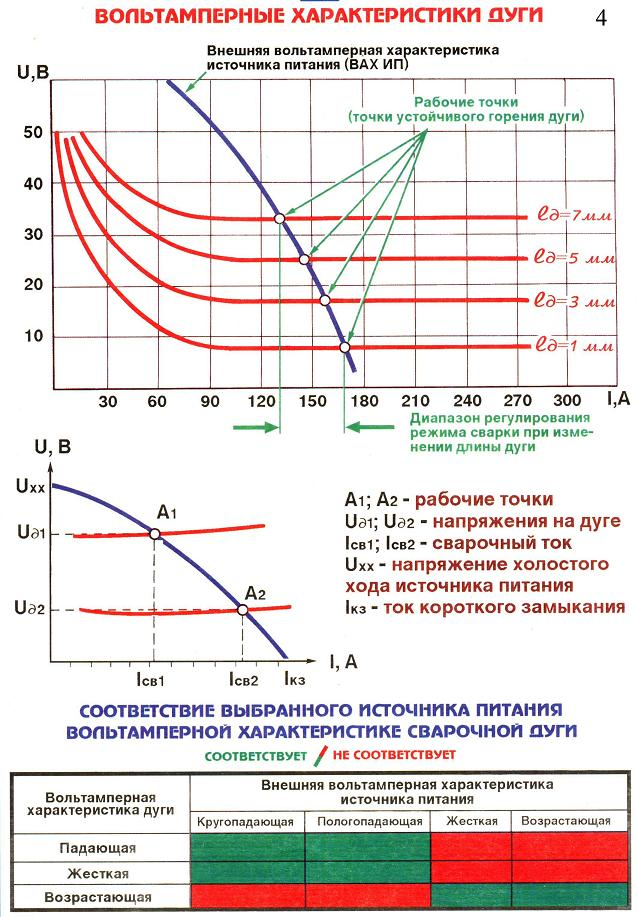 ВОЛЬТАМПЕРНЫЕ ХАРАКТЕРИСТИКИ ДУГИ
4
Внешняя вольтамперная характеристика
источника питания (ВАХ ИП)
U,В
Рабочие точки
(точки устойчивого горения дуги)
50
40
30
20
10
ℓд=7мм
ℓд=5 мм
ℓд=3 мм
ℓд=1 мм
30 60 90 120 150 180 210 240 270 300 I,А
Диапазон регулирования
режима сварки при изме-
нении длины дуги
U, В
Uхх
Uд1
Uд2
А1
А2
Iсв1 Iсв2 Iкз
I, А
А1; А2 - рабочие точки
Uд1; Uд2 - напряжения на дуге
Iсв1; Iсв2 - сварочный ток
Uхх - напряжение холостого
хода источника питания
Iкз - ток короткого замыкания
СООТВЕТСТВИЕ ВЫБРАННОГО ИСТОЧНИКА ПИТАНИЯ
ВОЛЬТАМПЕРНОЙ ХАРАКТЕРИСТИКЕ СВАРОЧНОЙ ДУГИ
СООТВЕТСТВУЕТ / НЕ СООТВЕТСТВУЕТ
Вольтамперная
характеристика дуги
Внешняя вольтамперная характеристика
источника питания
Кругопадающая Пологопадающая Жесткая Возрастающая
Падающая
Жесткая
Возрастающая